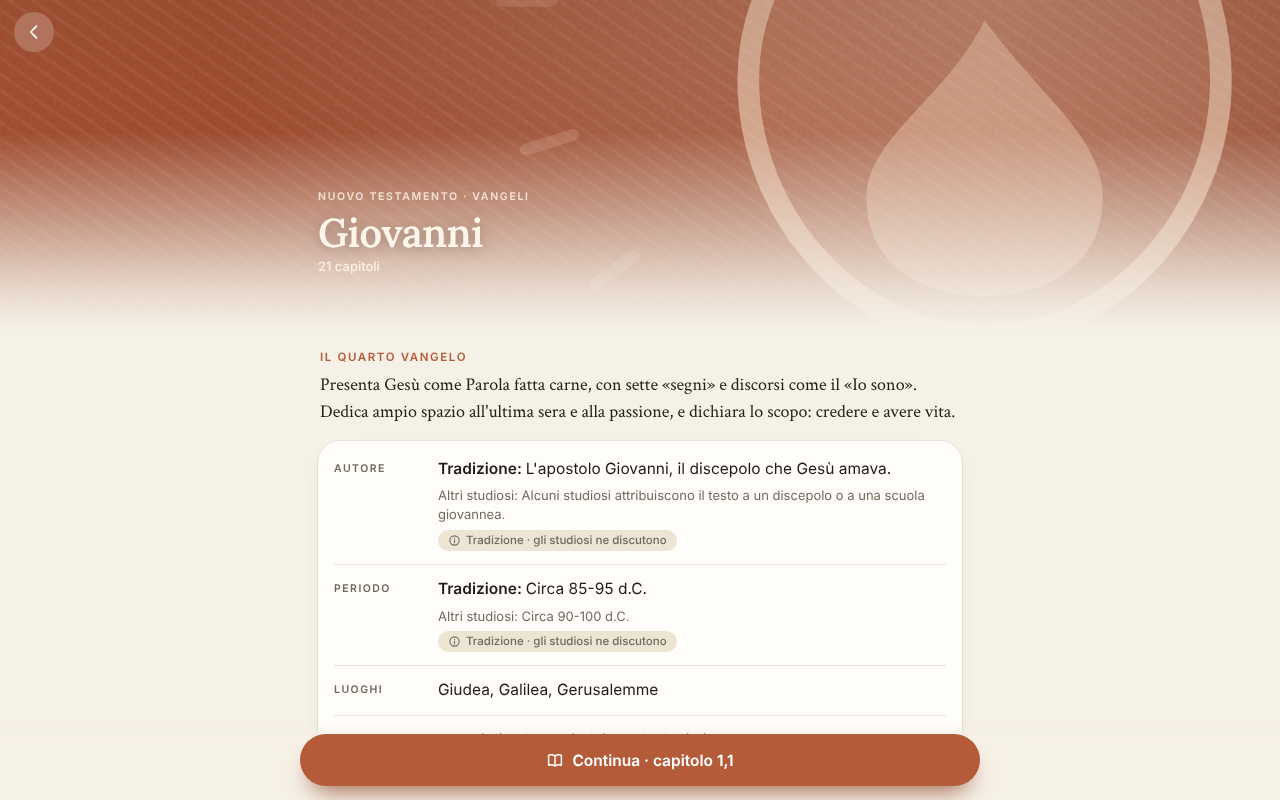 NUOVO TESTAMENTO · VANGELI
Giovanni
21 capitoli
IL QUARTO VANGELO
Presenta Gesù come Parola fatta carne, con sette «segni» e discorsi come il «Io sono».
Dedica ampio spazio all'ultima sera e alla passione, e dichiara lo scopo: credere e avere vita.
AUTORE
Tradizione: L'apostolo Giovanni, il discepolo che Gesù amava.
Altri studiosi: Alcuni studiosi attribuiscono il testo a un discepolo o a una scuola
giovannea.
Tradizione · gli studiosi ne discutono
PERIODO
Tradizione: Circa 85-95 d.C.
Altri studiosi: Circa 90-100 d.C.
Tradizione · gli studiosi ne discutono
LUOGHI
Giudea, Galilea, Gerusalemme
Continua · capitolo 1,1